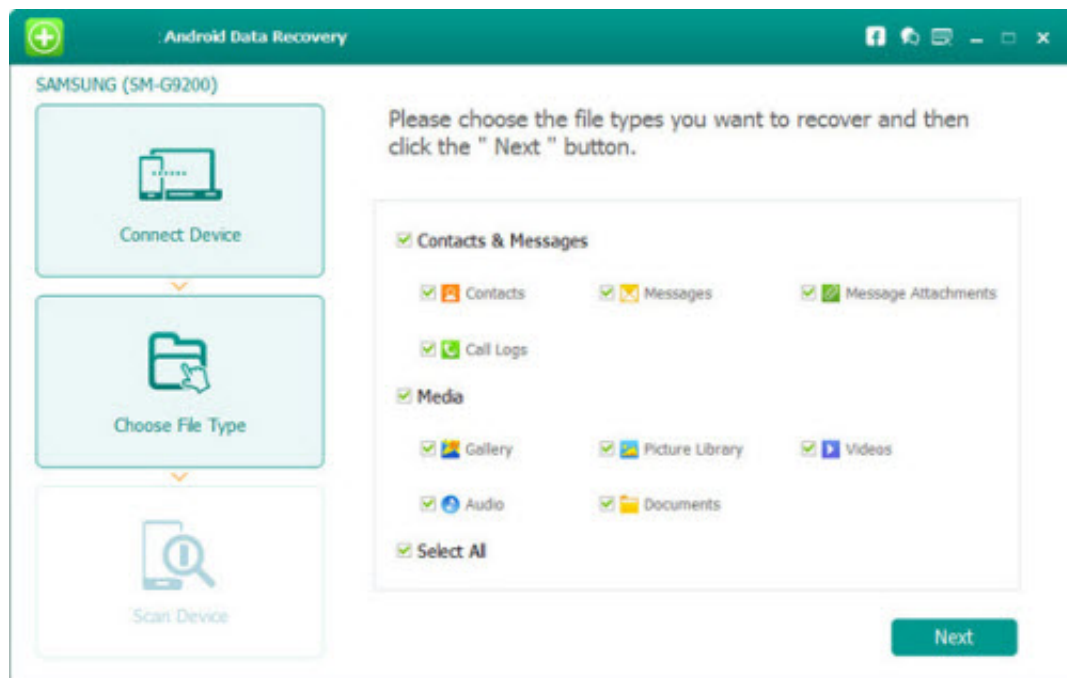 : Android Data Recovery
SAMSUNG (SM-G9200)
Connect Device
Choose File Type
Scan Device
Please choose the file types you want to recover and then
click the " Next " button.
Contacts & Messages
Contacts Messages Message Attachments
Call Logs
Media
Gallery Picture Library Videos
Audio Documents
Select All
Next